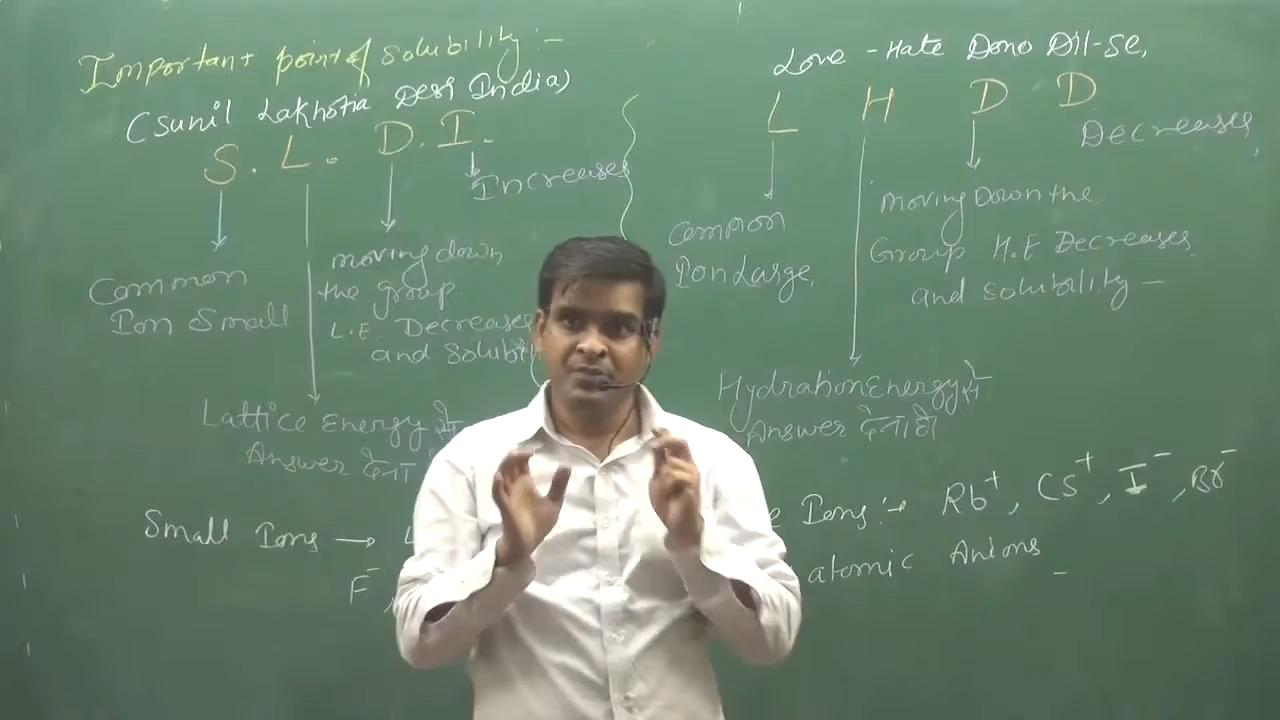 Important point of solubility :-
(Sunil Lakhotia Desi India)
S. L. D. I.
Increases
Common
Ion Small
moving down
the group.
L.E. Decreases
and solubi
Lattice Energy से
Answer देना
Small Ions →
F⁻
Love - Hate Dono Dil-se,
L H D D
Decreases,
Common
Ion Large,
moving Down the
Group H.E Decreases
and solubility -
Hydration Energy से
Answer देना है
Ions :→ Rb⁺, Cs⁺, I⁻, Br⁻
atomic Anions -